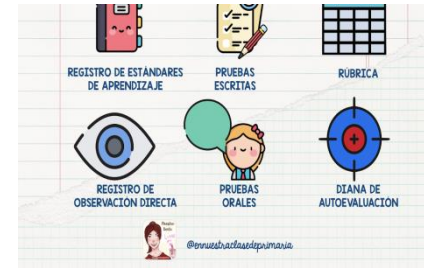 REGISTRO DE ESTÁNDARES
DE APRENDIZAJE
PRUEBAS
ESCRITAS
RÚBRICA
REGISTRO DE
OBSERVACIÓN DIRECTA
PRUEBAS
ORALES
DIANA DE
AUTOEVALUACIÓN
@ennuestraclasedeprimaria